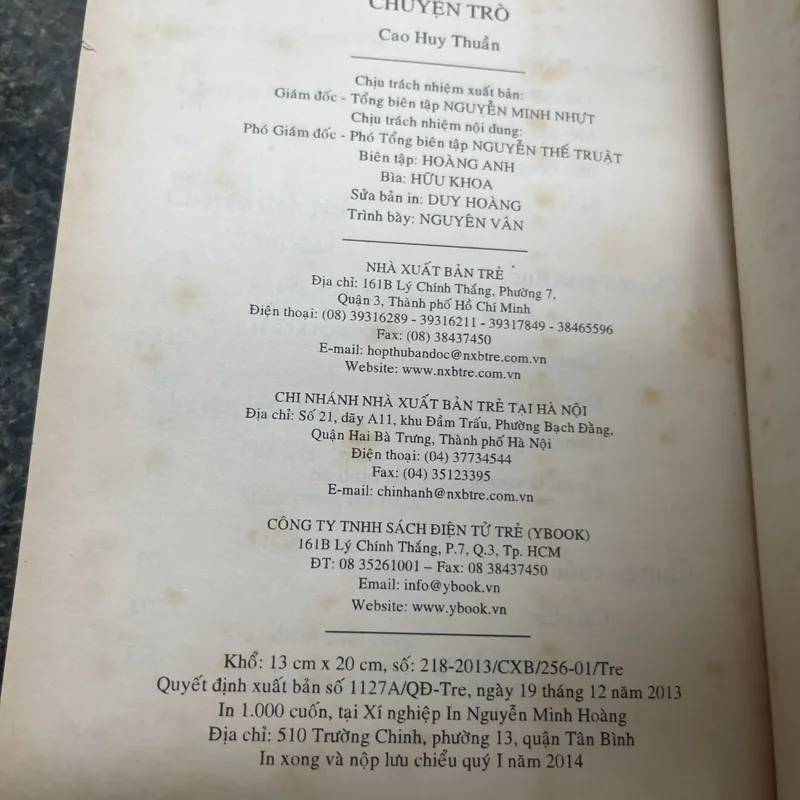 CHUYỆN TRÒ
Cao Huy Thuần
Chịu trách nhiệm xuất bản:
Giám đốc - Tổng biên tập NGUYỄN MINH NHỰT
Chịu trách nhiệm nội dung:
Phó Giám đốc - Phó Tổng biên tập NGUYỄN THẾ TRUẬT
Biên tập: HOÀNG ANH
Bìa: HỮU KHOA
Sửa bản in: DUY HOÀNG
Trình bày: NGUYÊN VÂN
NHÀ XUẤT BẢN TRẺ
Địa chỉ: 161B Lý Chính Thắng, Phường 7,
Quận 3, Thành phố Hồ Chí Minh
Điện thoại: (08) 39316289 - 39316211 - 39317849 - 38465596
Fax: (08) 38437450
E-mail: hopthubandoc@nxbtre.com.vn
Website: www.nxbtre.com.vn
CHI NHÁNH NHÀ XUẤT BẢN TRẺ TẠI HÀ NỘI
Địa chỉ: Số 21, dãy A11, khu Đầm Trấu, Phường Bạch Đằng,
Quận Hai Bà Trưng, Thành phố Hà Nội
Điện thoại: (04) 37734544
Fax: (04) 35123395
E-mail: chinhanh@nxbtre.com.vn
CÔNG TY TNHH SÁCH ĐIỆN TỬ TRẺ (YBOOK)
161B Lý Chính Thắng, P.7, Q.3, Tp. HCM
ĐT: 08 35261001 – Fax: 08 38437450
Email: info@ybook.vn
Website: www.ybook.vn
Khổ: 13 cm x 20 cm, số: 218-2013/CXB/256-01/Tre
Quyết định xuất bản số 1127A/QĐ-Tre, ngày 19 tháng 12 năm 2013
In 1.000 cuốn, tại Xí nghiệp In Nguyễn Minh Hoàng
Địa chỉ: 510 Trường Chinh, phường 13, quận Tân Bình
In xong và nộp lưu chiểu quý I năm 2014